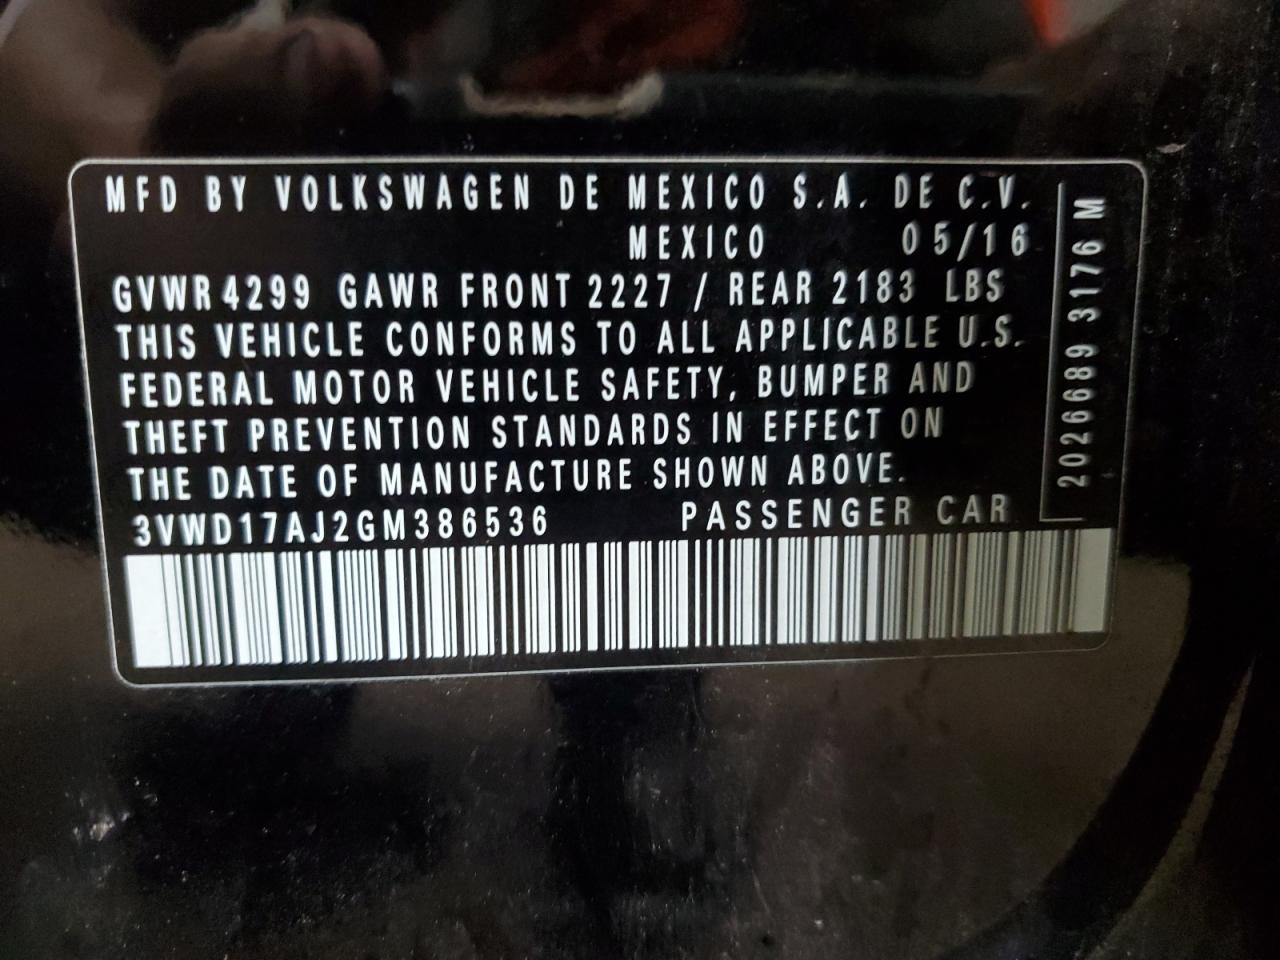 MFD BY VOLKSWAGEN DE MEXICO S.A. DE C.V.
MEXICO 05/16
GVWR 4299 GAWR FRONT 2227 / REAR 2183 LBS
THIS VEHICLE CONFORMS TO ALL APPLICABLE U.S.
FEDERAL MOTOR VEHICLE SAFETY, BUMPER AND
THEFT PREVENTION STANDARDS IN EFFECT ON
THE DATE OF MANUFACTURE SHOWN ABOVE.
3VWD17AJ2GM386536 PASSENGER CAR
2026689 3176 M